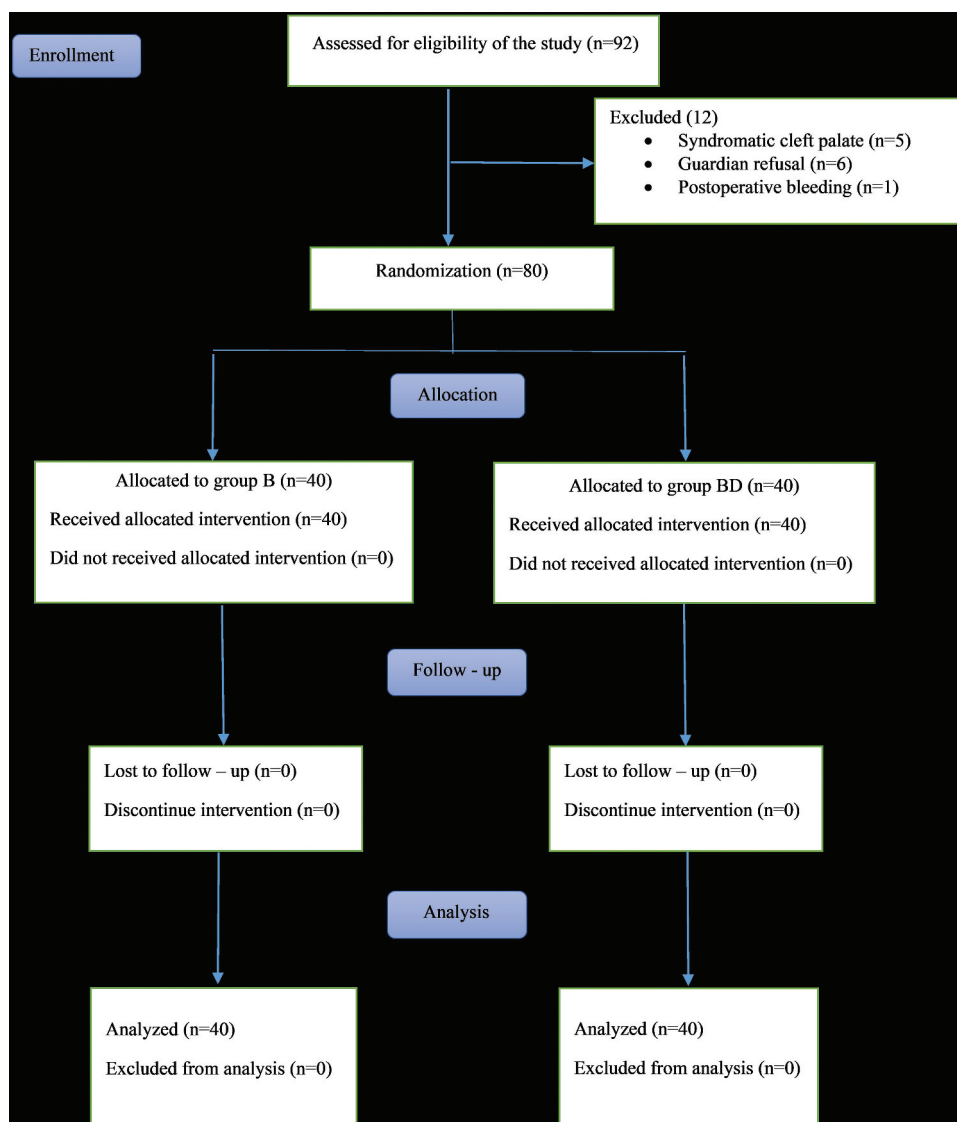 Assessed for eligibility of the study (n=92)
Enrollment
Excluded (12)
• Syndromatic cleft palate (n=5)
• Guardian refusal (n=6)
• Postoperative bleeding (n=1)
Randomization (n=80)
Allocation
Allocated to group B (n=40)
Received allocated intervention (n=40)
Did not received allocated intervention (n=0)
Allocated to group BD (n=40)
Received allocated intervention (n=40)
Did not received allocated intervention (n=0)
Follow - up
Lost to follow – up (n=0)
Discontinue intervention (n=0)
Lost to follow – up (n=0)
Discontinue intervention (n=0)
Analysis
Analyzed (n=40)
Excluded from analysis (n=0)
Analyzed (n=40)
Excluded from analysis (n=0)